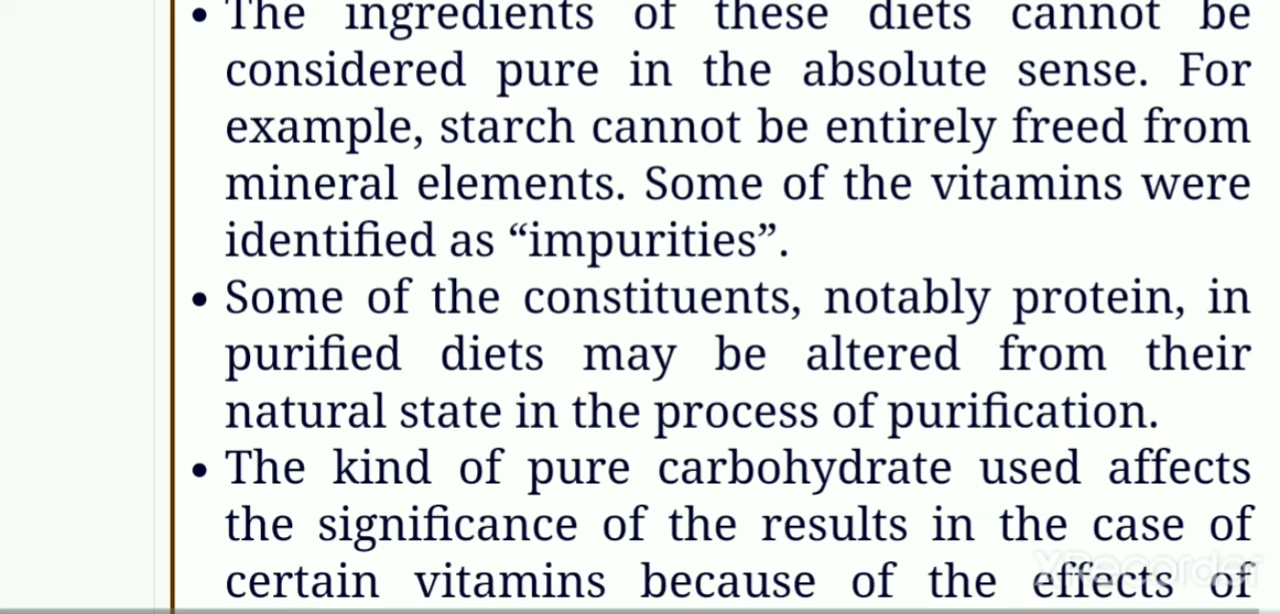 • The ingredients of these diets cannot be
considered pure in the absolute sense. For
example, starch cannot be entirely freed from
mineral elements. Some of the vitamins were
identified as “impurities”.
• Some of the constituents, notably protein, in
purified diets may be altered from their
natural state in the process of purification.
• The kind of pure carbohydrate used affects
the significance of the results in the case of
certain vitamins because of the effects of
XRecorder